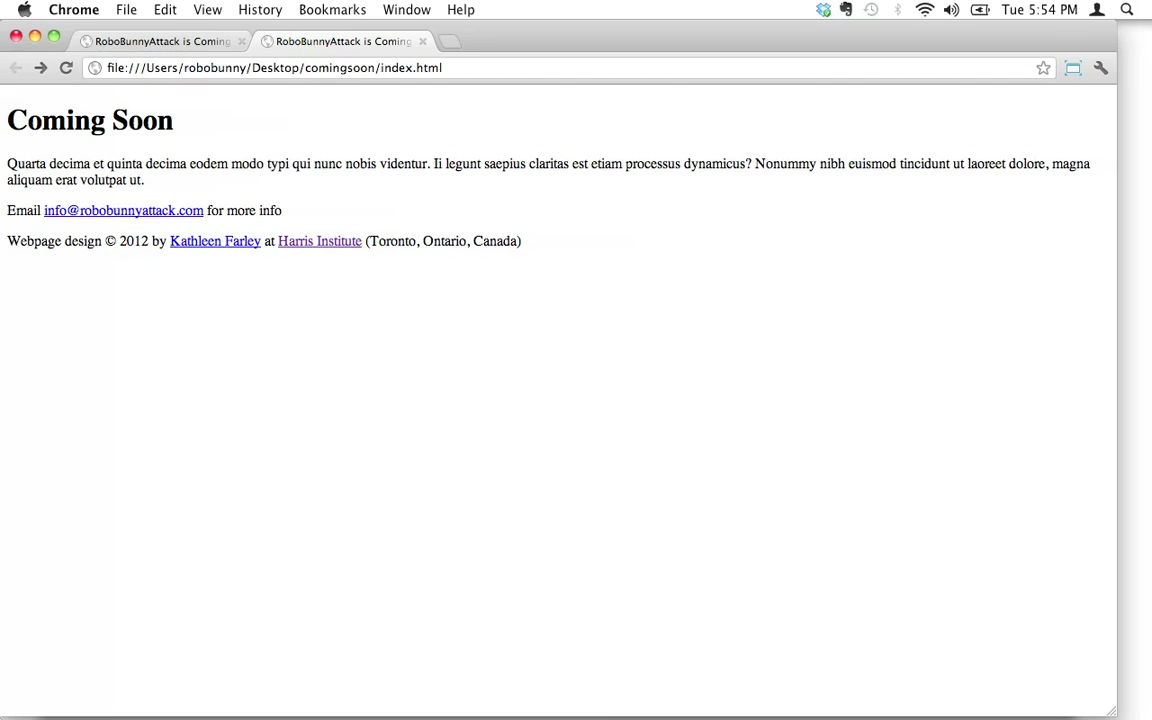 Chrome File Edit View History Bookmarks Window Help Tue 5:54 PM
RoboBunnyAttack is Coming RoboBunnyAttack is Coming
file:///Users/robobunny/Desktop/comingsoon/index.html
Coming Soon
Quarta decima et quinta decima eodem modo typi qui nunc nobis videntur. Ii legunt saepius claritas est etiam processus dynamicus? Nonummy nibh euismod tincidunt ut laoreet dolore, magna
aliquam erat volutpat ut.
Email info@robobunnyattack.com for more info
Webpage design © 2012 by Kathleen Farley at Harris Institute (Toronto, Ontario, Canada)